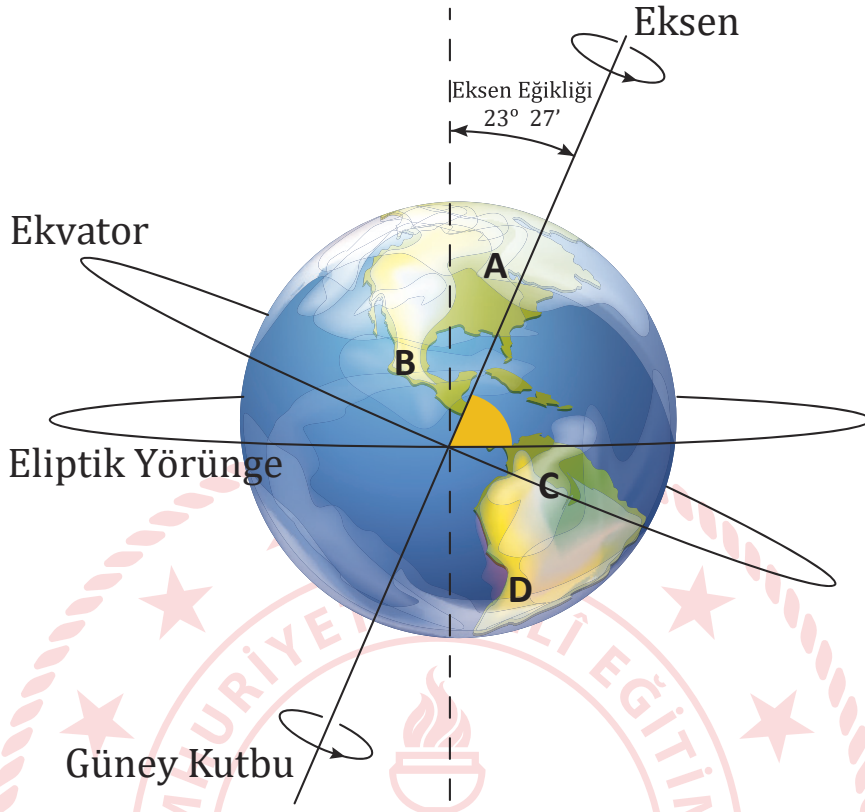 Eksen
Eksen Eğikliği
23° 27’
Ekvator
A
B
Eliptik Yörünge
C
D
Güney Kutbu